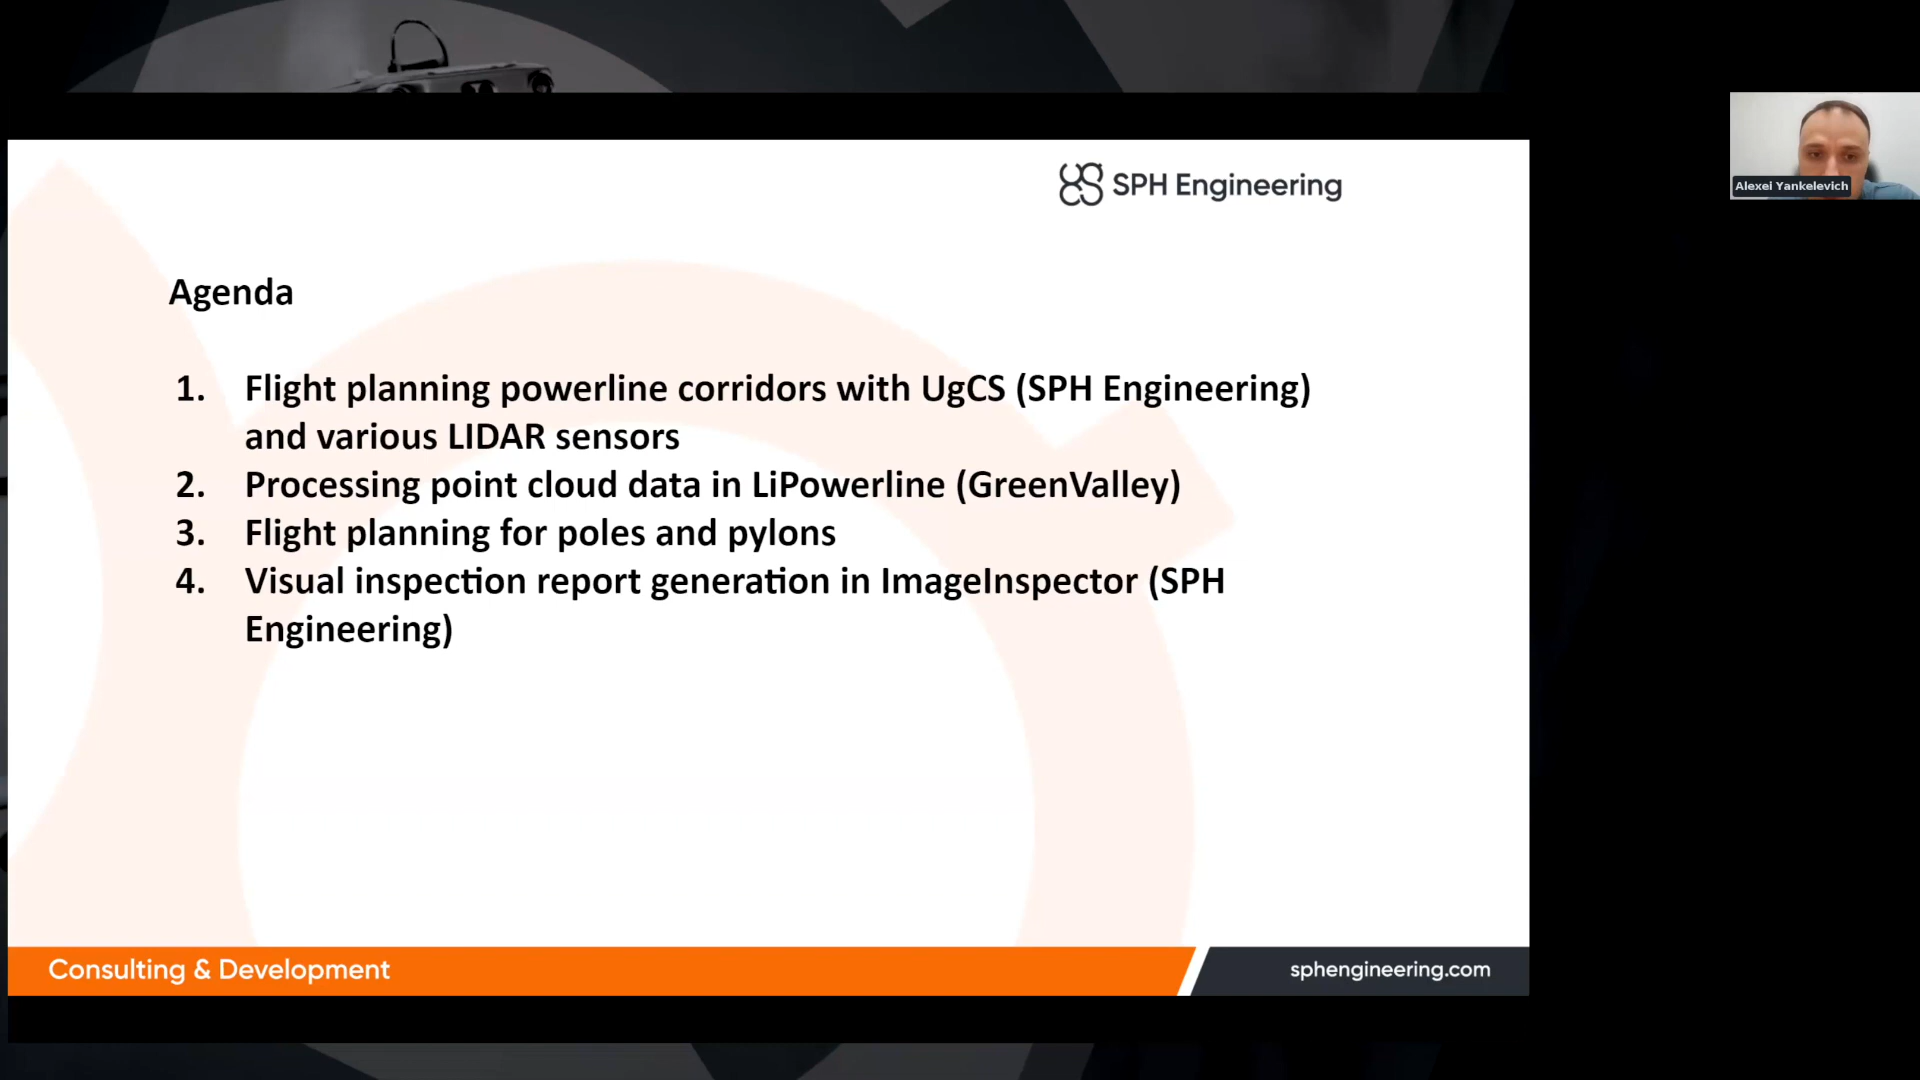 SPH Engineering
Alexei Yankelevich
Agenda
1. Flight planning powerline corridors with UgCS (SPH Engineering)
and various LIDAR sensors
2. Processing point cloud data in LiPowerline (GreenValley)
3. Flight planning for poles and pylons
4. Visual inspection report generation in ImageInspector (SPH
Engineering)
Consulting & Development
sphengineering.com